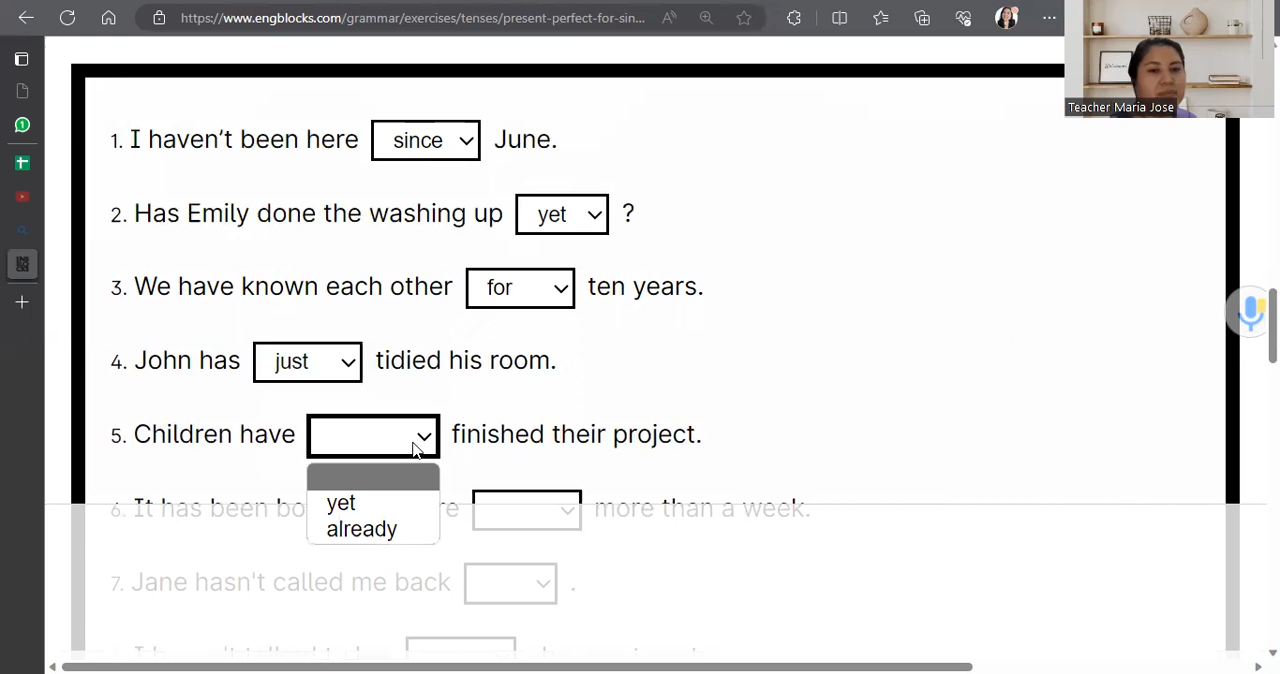 https://www.engblocks.com/grammar/exercises/tenses/present-perfect-for-sin...
Teacher Maria Jose
1. I haven't been here since June.
2. Has Emily done the washing up yet ?
3. We have known each other for ten years.
4. John has just tidied his room.
5. Children have finished their project.
yet
already
6. It has been bo re more than a week.
7. Jane hasn't called me back .